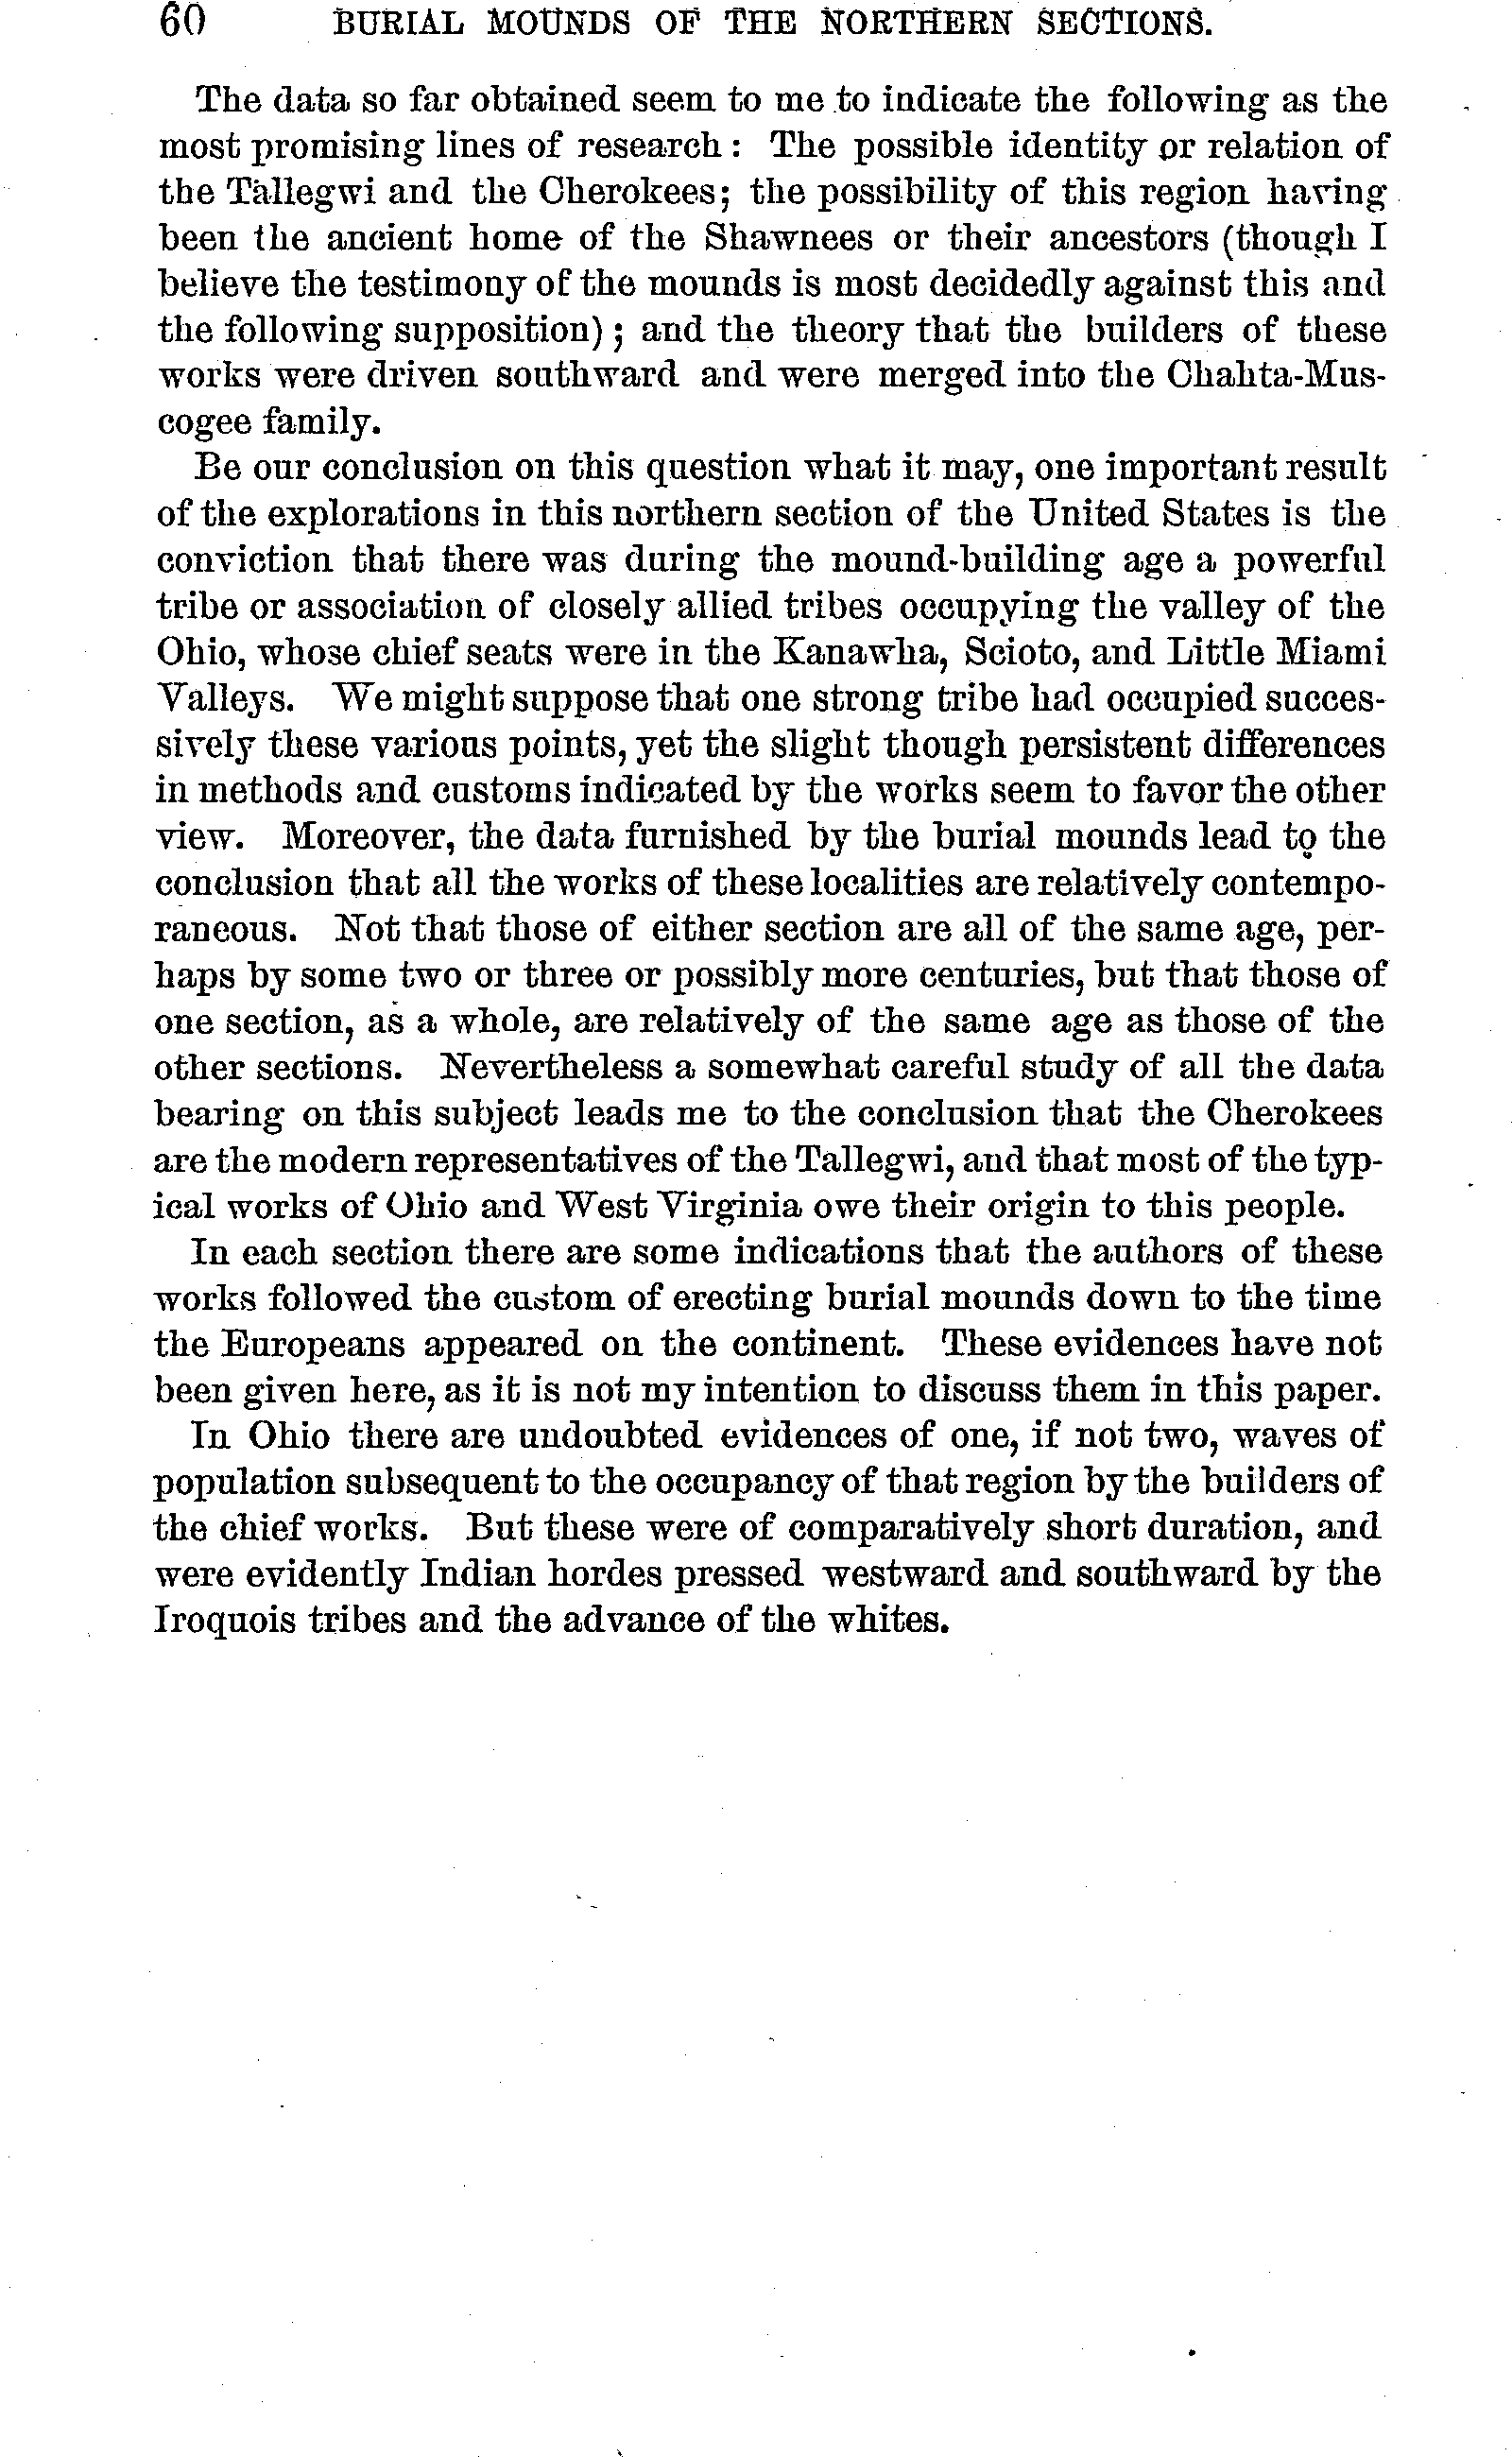 60 BURIAL MOUNDS OF THE NORTHERN SECTIONS.
The data so far obtained seem to me to indicate the following as the
most promising lines of research: The possible identity or relation of
the Tallegwi and the Cherokees; the possibility of this region having
been the ancient home of the Shawnees or their ancestors (though I
believe the testimony of the mounds is most decidedly against this and
the following supposition); and the theory that the builders of these
works were driven southward and were merged into the Chahta-Mus-
cogee family.
Be our conclusion on this question what it may, one important result
of the explorations in this northern section of the United States is the
conviction that there was during the mound-building age a powerful
tribe or association of closely allied tribes occupying the valley of the
Ohio, whose chief seats were in the Kanawha, Scioto, and Little Miami
Valleys. We might suppose that one strong tribe had occupied succes-
sively these various points, yet the slight though persistent differences
in methods and customs indicated by the works seem to favor the other
view. Moreover, the data furnished by the burial mounds lead to the
conclusion that all the works of these localities are relatively contempo-
raneous. Not that those of either section are all of the same age, per-
haps by some two or three or possibly more centuries, but that those of
one section, as a whole, are relatively of the same age as those of the
other sections. Nevertheless a somewhat careful study of all the data
bearing on this subject leads me to the conclusion that the Cherokees
are the modern representatives of the Tallegwi, and that most of the typ-
ical works of Ohio and West Virginia owe their origin to this people.
In each section there are some indications that the authors of these
works followed the custom of erecting burial mounds down to the time
the Europeans appeared on the continent. These evidences have not
been given here, as it is not my intention to discuss them in this paper.
In Ohio there are undoubted evidences of one, if not two, waves of
population subsequent to the occupancy of that region by the builders of
the chief works. But these were of comparatively short duration, and
were evidently Indian hordes pressed westward and southward by the
Iroquois tribes and the advance of the whites.